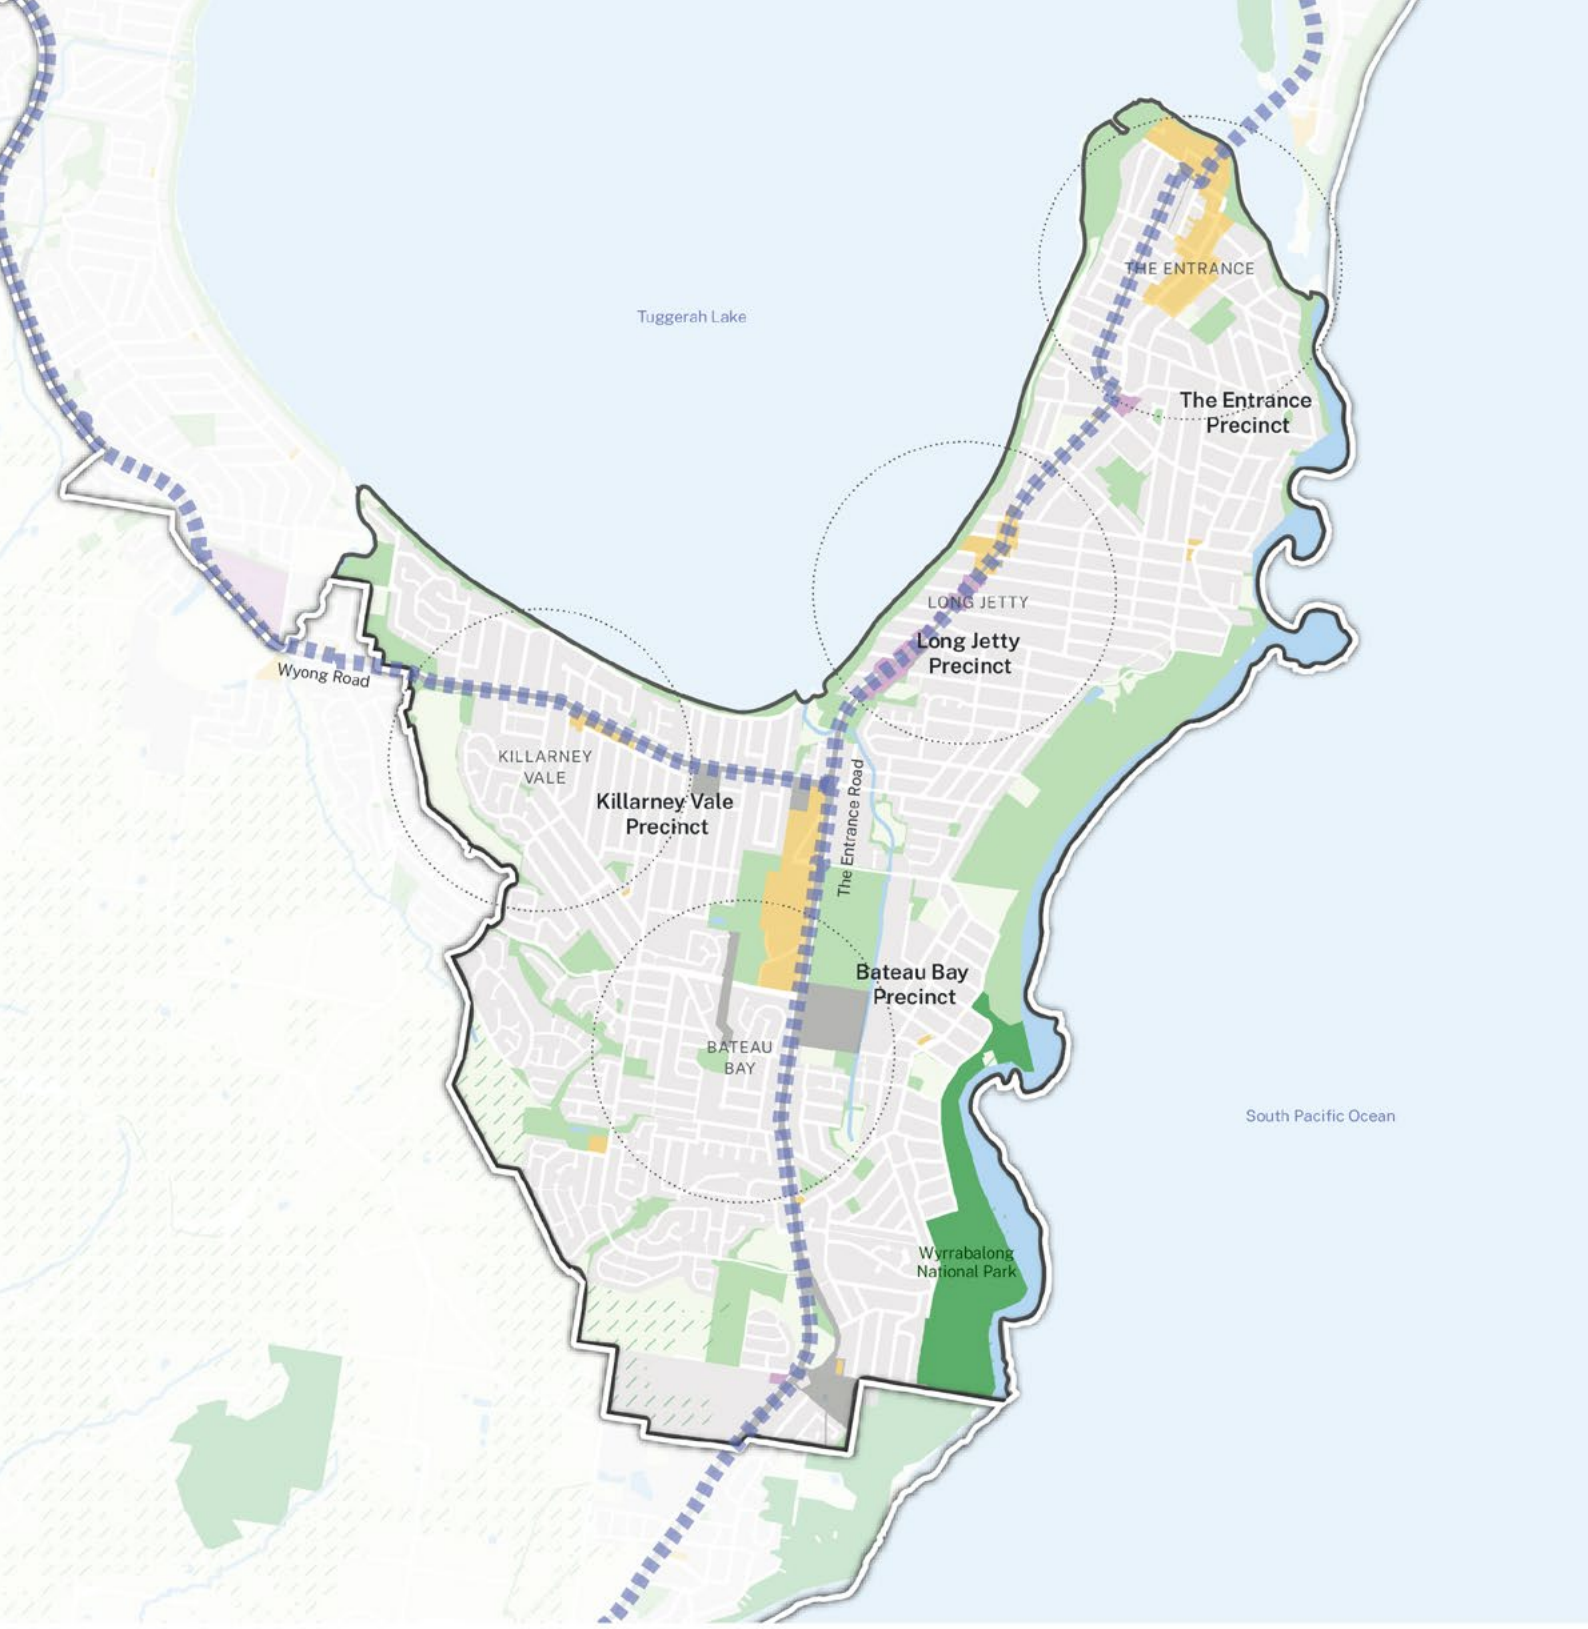 THE ENTRANCE
Tuggerah Lake
The Entrance
Precinct
LONG JETTY
Long Jetty
Precinct
Wyong Road
KILLARNEY
VALE
Killarney Vale
Precinct
The Entrance Road
Bateau Bay
Precinct
BATEAU
BAY
South Pacific Ocean
Wyrrabalong
National Park